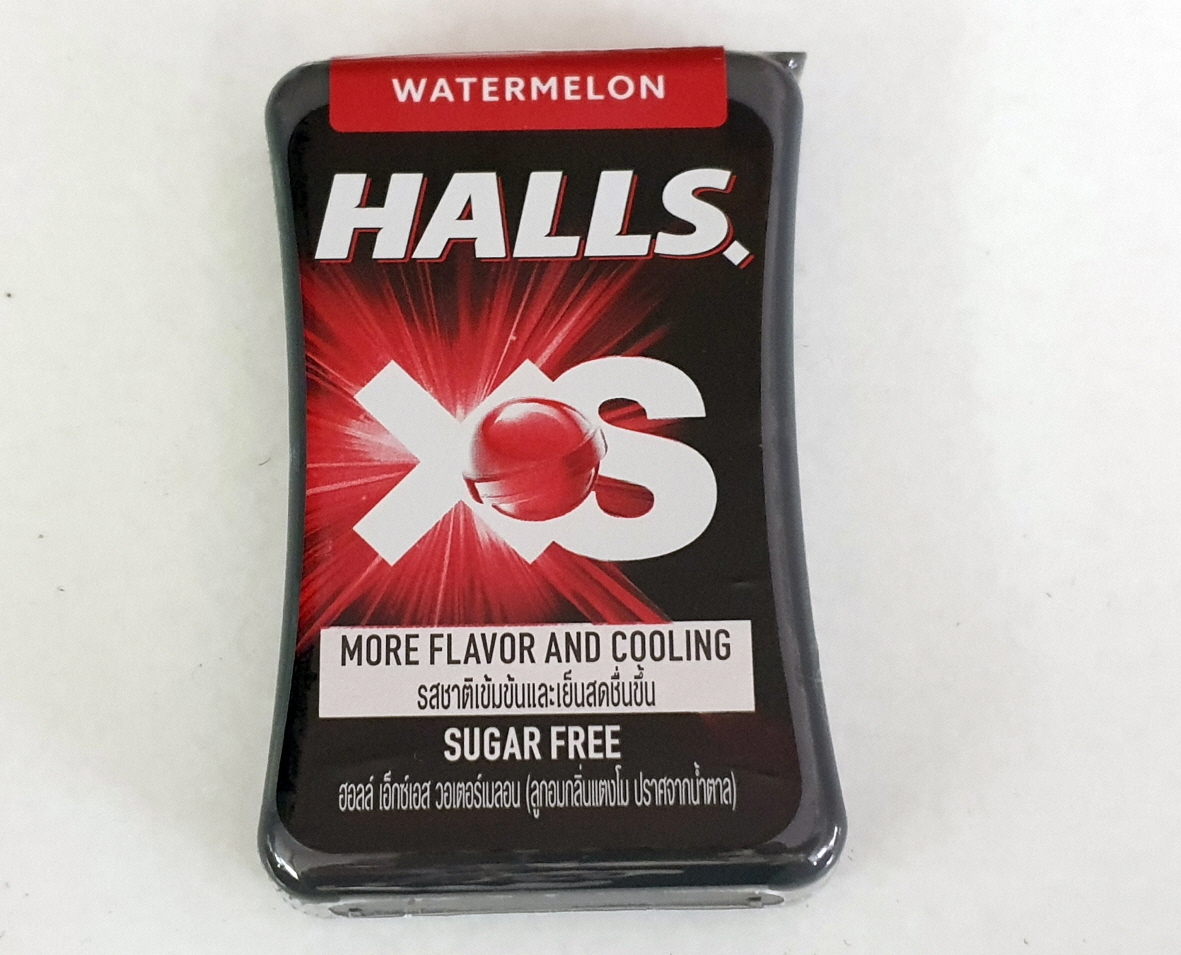 WATERMELON
HALLS
XS
MORE FLAVOR AND COOLING
รสชาติเข้มข้นและเย็นสดชื่นขึ้น
SUGAR FREE
ฮอลล์ เอ็กซ์เอส วอเตอร์เมลอน (ลูกอมกลิ่นแตงโม ปราศจากน้ำตาล)